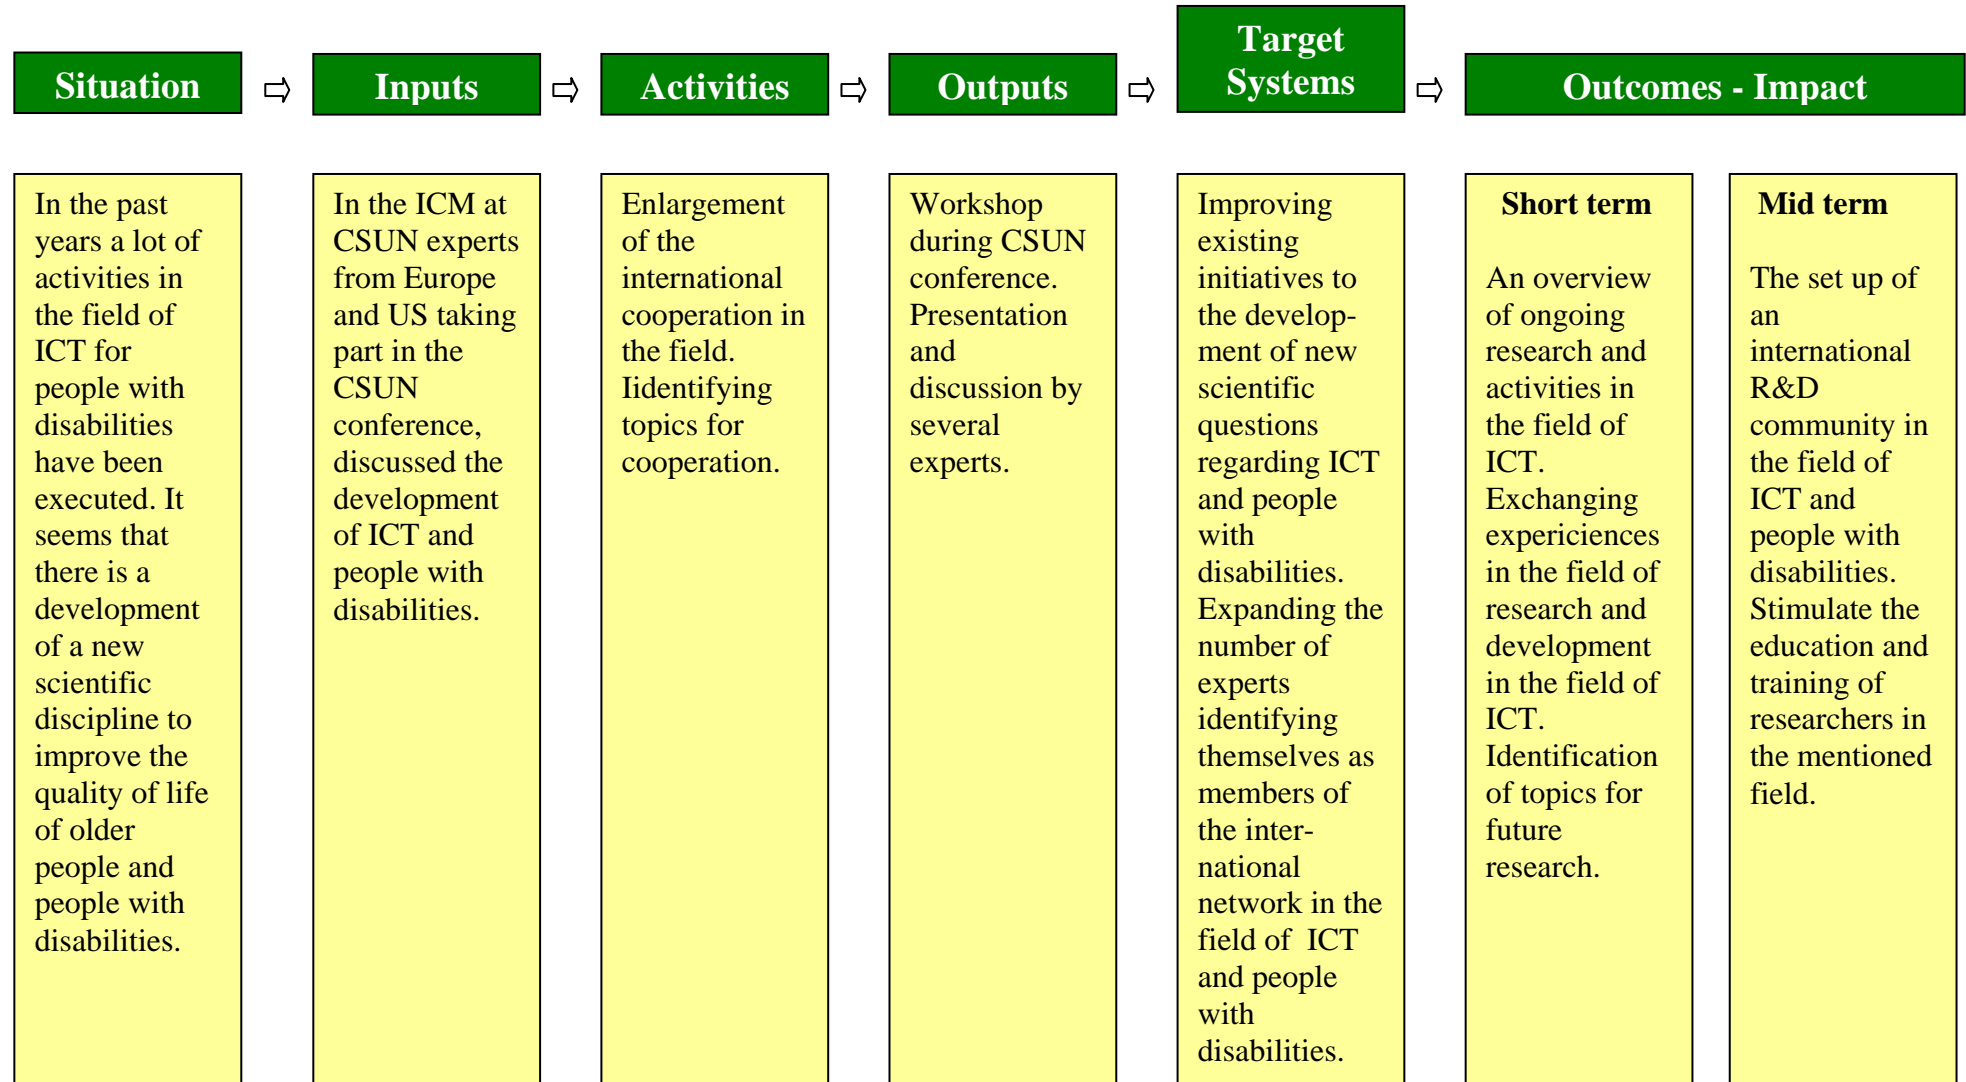 Situation
Inputs
Activities
Outputs
Target
Systems
Outcomes - Impact
In the past
years a lot of
activities in
the field of
ICT for
people with
disabilities
have been
executed. It
seems that
there is a
development
of a new
scientific
discipline to
improve the
quality of life
of older
people and
people with
disabilities.
In the ICM at
CSUN experts
from Europe
and US taking
part in the
CSUN
conference,
discussed the
development
of ICT and
people with
disabilities.
Enlargement
of the
international
cooperation in
the field.
Iidentifying
topics for
cooperation.
Workshop
during CSUN
conference.
Presentation
and
discussion by
several
experts.
Improving
existing
initiatives to
the develop-
ment of new
scientific
questions
regarding ICT
and people
with
disabilities.
Expanding the
number of
experts
identifying
themselves as
members of
the inter-
national
network in the
field of  ICT
and people
with
disabilities.
Short term
An overview
of ongoing
research and
activities in
the field of
ICT.
Exchanging
expericiences
in the field of
research and
development
in the field of
ICT.
Identification
of topics for
future
research.
Mid term
The set up of
an
international
R&D
community in
the field of
ICT and
people with
disabilities.
Stimulate the
education and
training of
researchers in
the mentioned
field.